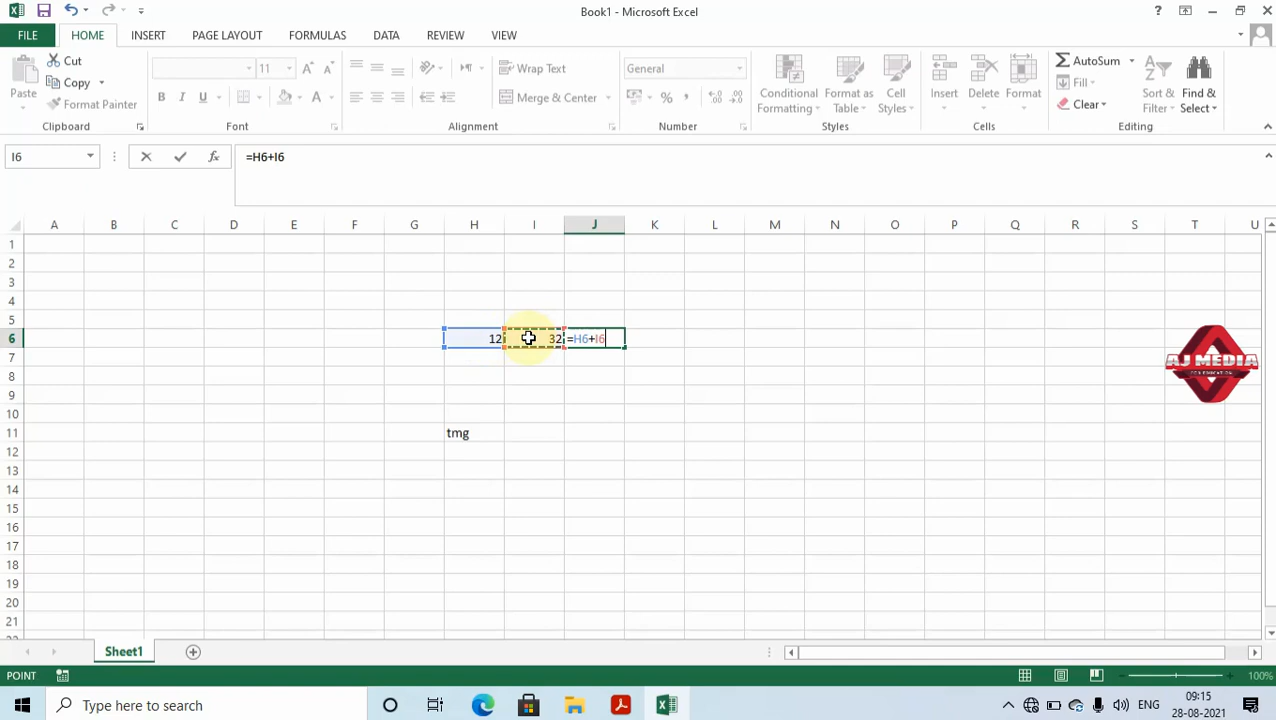 Book1 - Microsoft Excel
?
FILE HOME INSERT PAGE LAYOUT FORMULAS DATA REVIEW VIEW
Paste
Cut
Copy
Format Painter
Clipboard
11 A A
B I U A
Font
Wrap Text
Merge & Center
Alignment
General
% ,
Number
Conditional
Formatting
Format as
Table
Cell
Styles
Styles
Insert
Delete
Format
Cells
AutoSum
Fill
Clear
Sort &
Filter
Find &
Select
Editing
I6 fx =H6+I6
A B C D E F G H I J K L M N O P Q R S T U
1
2
3
4
5
6 12 32 =H6+I6
7
8
9
10
11 tmg
12
13
14
15
16
17
18
19
20
21
AJ MEDIA
FOR EDUCATION
Sheet1
POINT 100%
Type here to search
ENG
09:15
28-08-2021